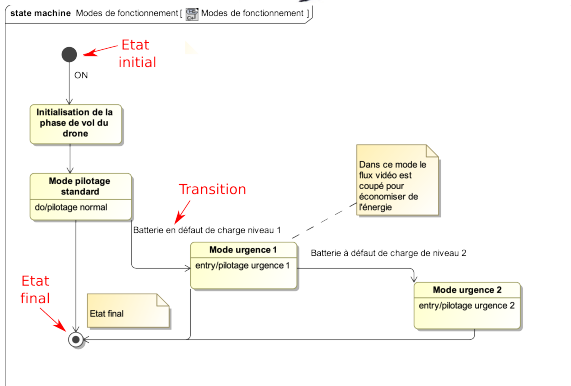 state machine Modes de fonctionnement [ Modes de fonctionnement ]
Etat
initial
ON
Initialisation de la
phase de vol du
drone
Mode pilotage
standard
do/pilotage normal
Transition
Dans ce mode le
flux vidéo est
coupé pour
économiser de
l'énergie
Batterie en défaut de charge niveau 1
Mode urgence 1
entry/pilotage urgence 1
Batterie à défaut de charge de niveau 2
Mode urgence 2
entry/pilotage urgence 2
Etat
final
Etat final